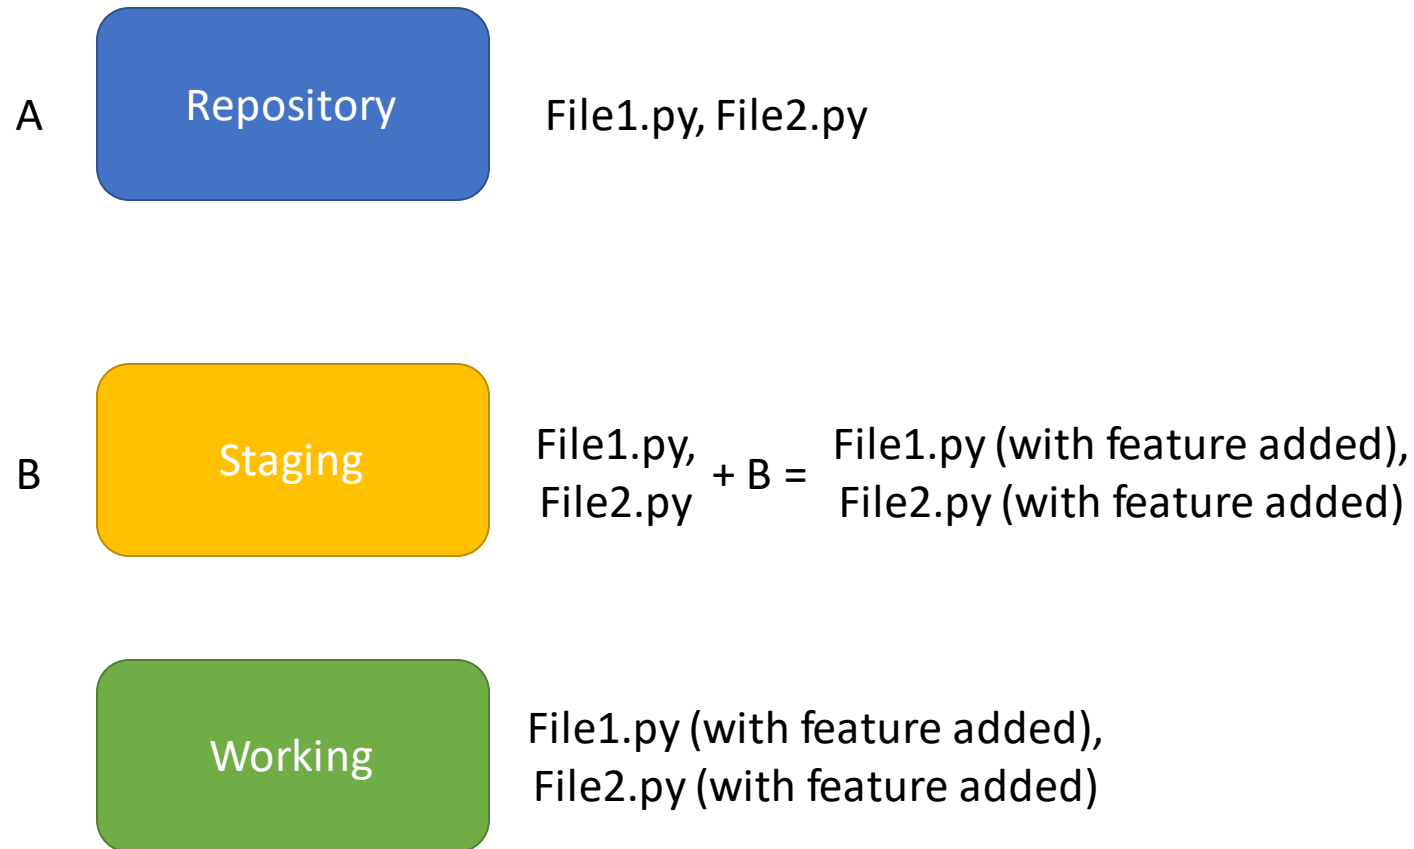 A
Repository
File1.py, File2.py
B
Staging
File1.py,
File2.py
+ B =
File1.py (with feature added),
File2.py (with feature added)
Working
File1.py (with feature added),
File2.py (with feature added)